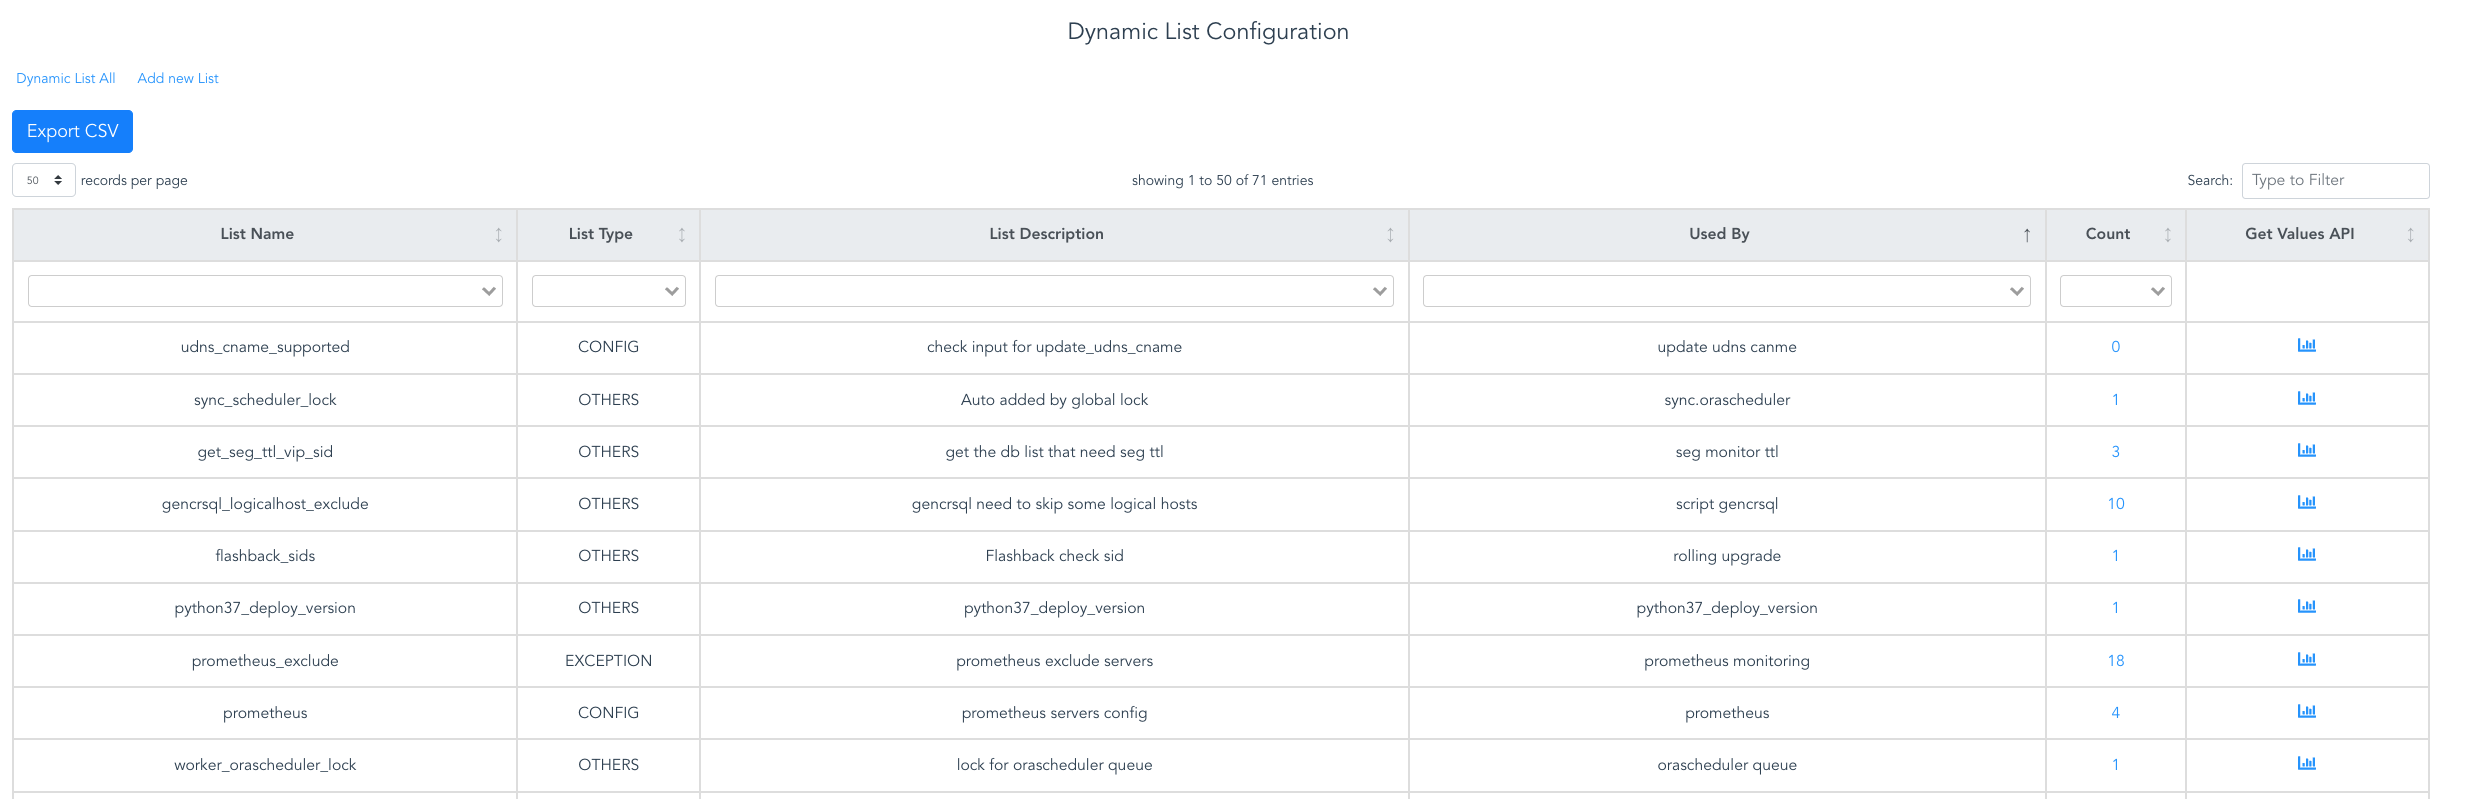 Dynamic List Configuration
Dynamic List All Add new List
Export CSV
50 records per page showing 1 to 50 of 71 entries Search: Type to Filter
List Name List Type List Description Used By Count Get Values API
udns_cname_supported CONFIG check input for update_udns_cname update udns canme 0
sync_scheduler_lock OTHERS Auto added by global lock sync.orascheduler 1
get_seg_ttl_vip_sid OTHERS get the db list that need seg ttl seg monitor ttl 3
gencrsql_logicalhost_exclude OTHERS gencrsql need to skip some logical hosts script gencrsql 10
flashback_sids OTHERS Flashback check sid rolling upgrade 1
python37_deploy_version OTHERS python37_deploy_version python37_deploy_version 1
prometheus_exclude EXCEPTION prometheus exclude servers prometheus monitoring 18
prometheus CONFIG prometheus servers config prometheus 4
worker_orascheduler_lock OTHERS lock for orascheduler queue orascheduler queue 1